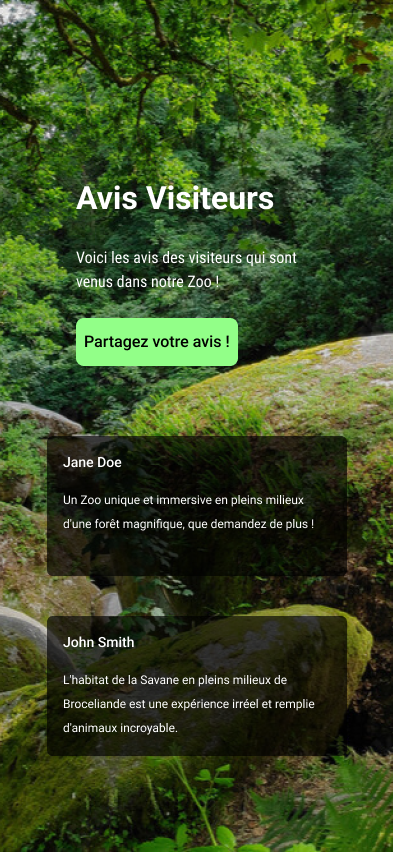 Avis Visiteurs
Voici les avis des visiteurs qui sont
venus dans notre Zoo !
Partagez votre avis !
Jane Doe
Un Zoo unique et immersive en pleins milieux
d'une forêt magnifique, que demandez de plus !
John Smith
L'habitat de la Savane en pleins milieux de
Broceliande est une expérience irréel et remplie
d'animaux incroyable.